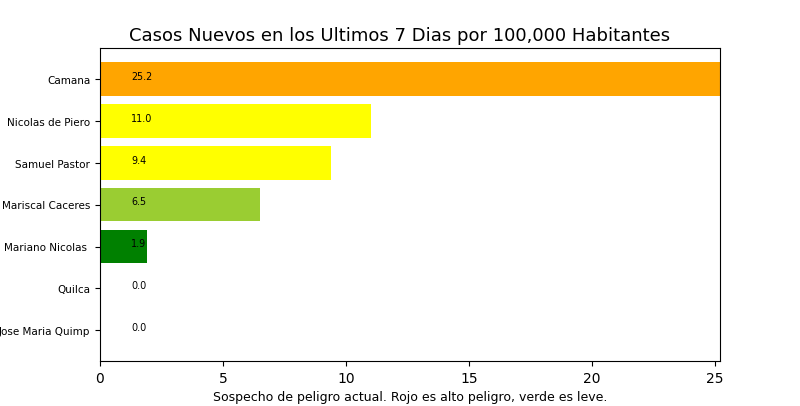 Casos Nuevos en los Ultimos 7 Dias por 100,000 Habitantes
Camana 25.2
Nicolas de Piero 11.0
Samuel Pastor 9.4
Mariscal Caceres 6.5
Mariano Nicolas 1.9
Quilca 0.0
Jose Maria Quimp 0.0
0 5 10 15 20 25
Sospecho de peligro actual. Rojo es alto peligro, verde es leve.